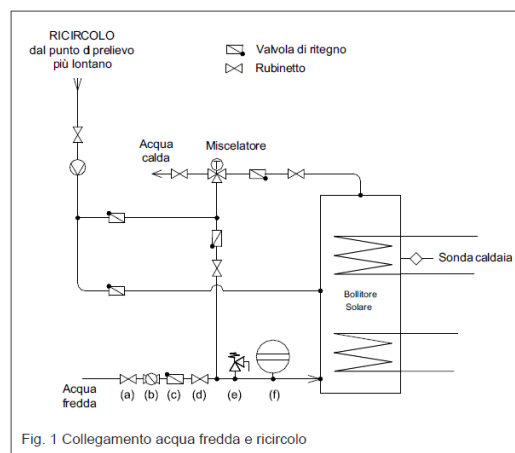 RICIRCOLO
dal punto di prelievo
più lontano
Valvola di ritegno
Rubinetto
Acqua
calda
Miscelatore
T
Sonda caldaia
Bollitore
Solare
Acqua
fredda
(a) (b) (c) (d) (e) (f)
Fig. 1 Collegamento acqua fredda e ricircolo